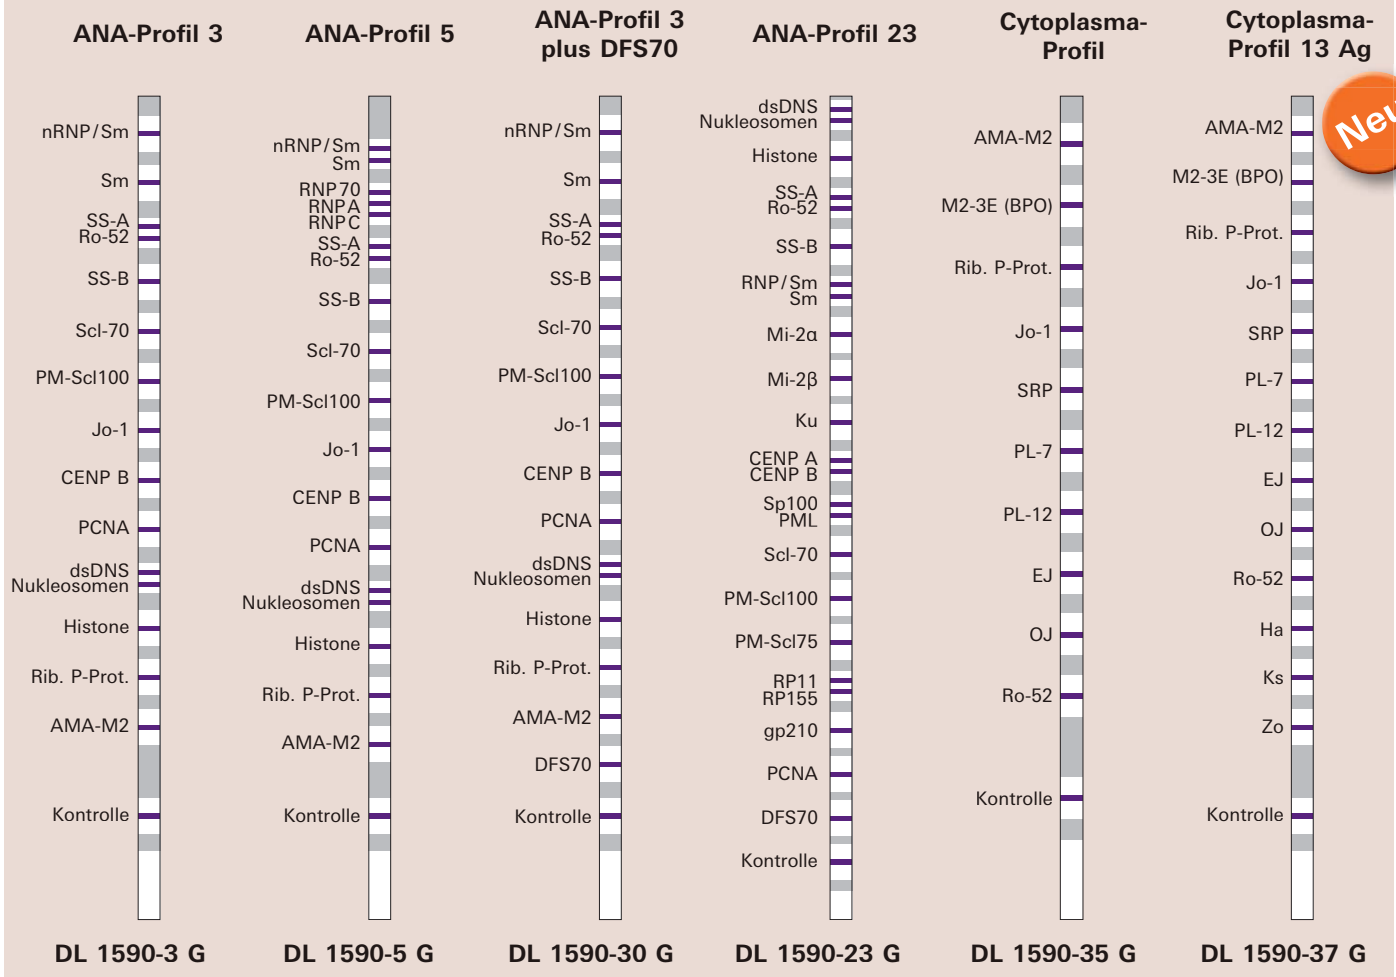 ANA-Profil 3
nRNP/Sm
Sm
SS-A
Ro-52
SS-B
Scl-70
PM-Scl100
Jo-1
CENP B
PCNA
dsDNS
Nukleosomen
Histone
Rib. P-Prot.
AMA-M2
Kontrolle
DL 1590-3 G
ANA-Profil 5
nRNP/Sm
Sm
RNP70
RNPA
RNPC
SS-A
Ro-52
SS-B
Scl-70
PM-Scl100
Jo-1
CENP B
PCNA
dsDNS
Nukleosomen
Histone
Rib. P-Prot.
AMA-M2
Kontrolle
DL 1590-5 G
ANA-Profil 3
plus DFS70
nRNP/Sm
Sm
SS-A
Ro-52
SS-B
Scl-70
PM-Scl100
Jo-1
CENP B
PCNA
dsDNS
Nukleosomen
Histone
Rib. P-Prot.
AMA-M2
DFS70
Kontrolle
DL 1590-30 G
ANA-Profil 23
dsDNS
Nukleosomen
Histone
SS-A
Ro-52
SS-B
RNP/Sm
Sm
Mi-2α
Mi-2β
Ku
CENP A
CENP B
Sp100
PML
Scl-70
PM-Scl100
PM-Scl75
RP11
RP155
gp210
PCNA
DFS70
Kontrolle
DL 1590-23 G
Cytoplasma-
Profil
AMA-M2
M2-3E (BPO)
Rib. P-Prot.
Jo-1
SRP
PL-7
PL-12
EJ
OJ
Ro-52
Kontrolle
DL 1590-35 G
Cytoplasma-
Profil 13 Ag
Neu
AMA-M2
M2-3E (BPO)
Rib. P-Prot.
Jo-1
SRP
PL-7
PL-12
EJ
OJ
Ro-52
Ha
Ks
Zo
Kontrolle
DL 1590-37 G